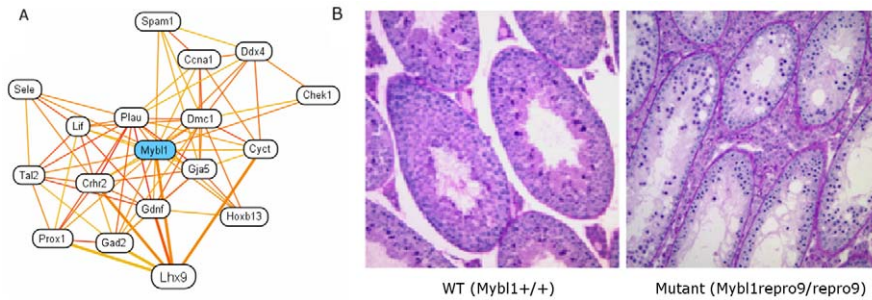 A
B
Spam1
Ccna1
Ddx4
Sele
Chek1
Plau
Dmc1
Lif
Mybl1
Cyct
Gja5
Tal2
Crhr2
Gdnf
Hoxb13
Prox1
Gad2
Lhx9
WT (Mybl1+/+)
Mutant (Mybl1repro9/repro9)